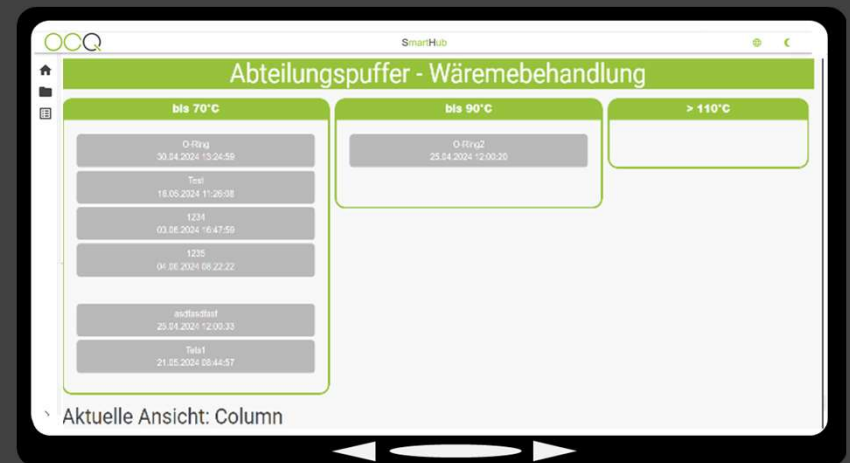 OCQ
SmartHub
Abteilungspuffer - Wäremebehandlung
bis 70°C
O-Ring
30.04.2024 13:24:59
Test
18.06.2024 11:26:08
1234
03.06.2024 16:47:59
1235
04.06.2024 08:22:22
asdfasdfasf
25.04.2024 12:00:33
Tela1
21.05.2024 08:44:57
bis 90°C
O-Ring2
25.04.2024 12:00:20
> 110°C
Aktuelle Ansicht: Column